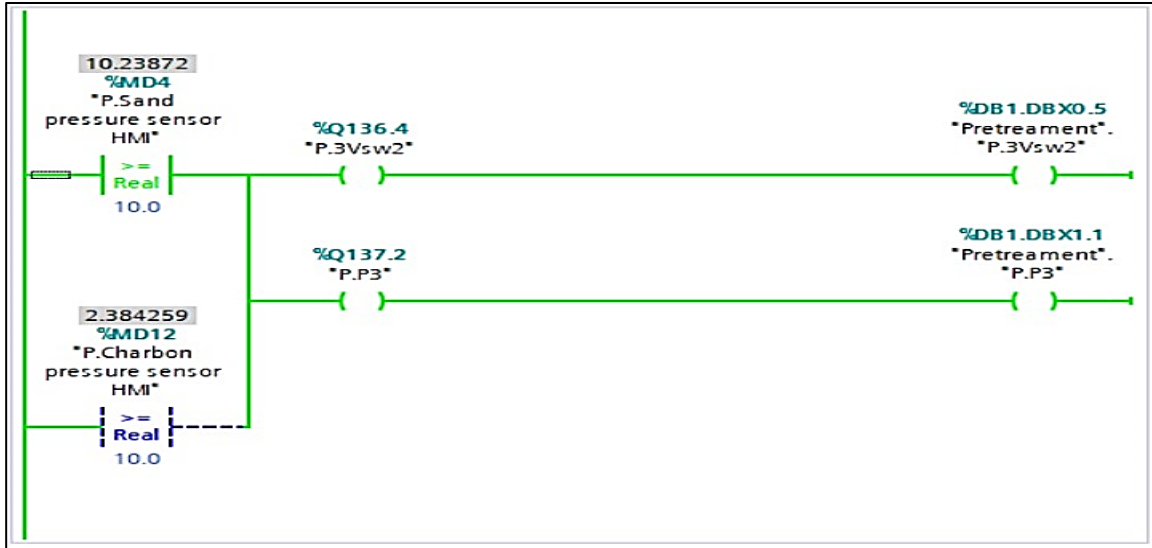 10.23872
%MD4
"P.Sand
pressure sensor
HMI"
>=
Real
10.0
%Q136.4
"P.3Vsw2"
%DB1.DBX0.5
"Pretreament".
"P.3Vsw2"
%Q137.2
"P.P3"
%DB1.DBX1.1
"Pretreament".
"P.P3"
2.384259
%MD12
"P.Charbon
pressure sensor
HMI"
>=
Real
10.0